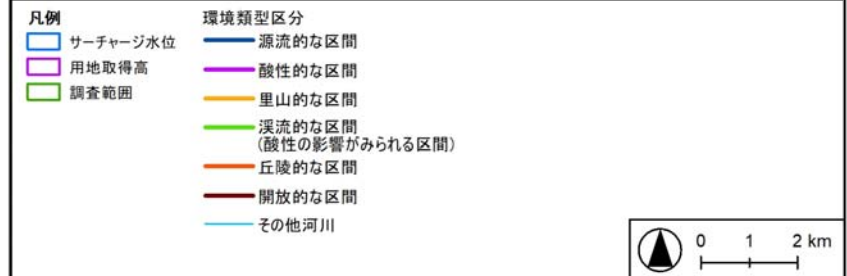 凡例
サーチャージ水位
用地取得高
調査範囲
環境類型区分
源流的な区間
酸性的な区間
里山的な区間
渓流的な区間
(酸性の影響がみられる区間)
丘陵的な区間
開放的な区間
その他河川
0 1 2 km